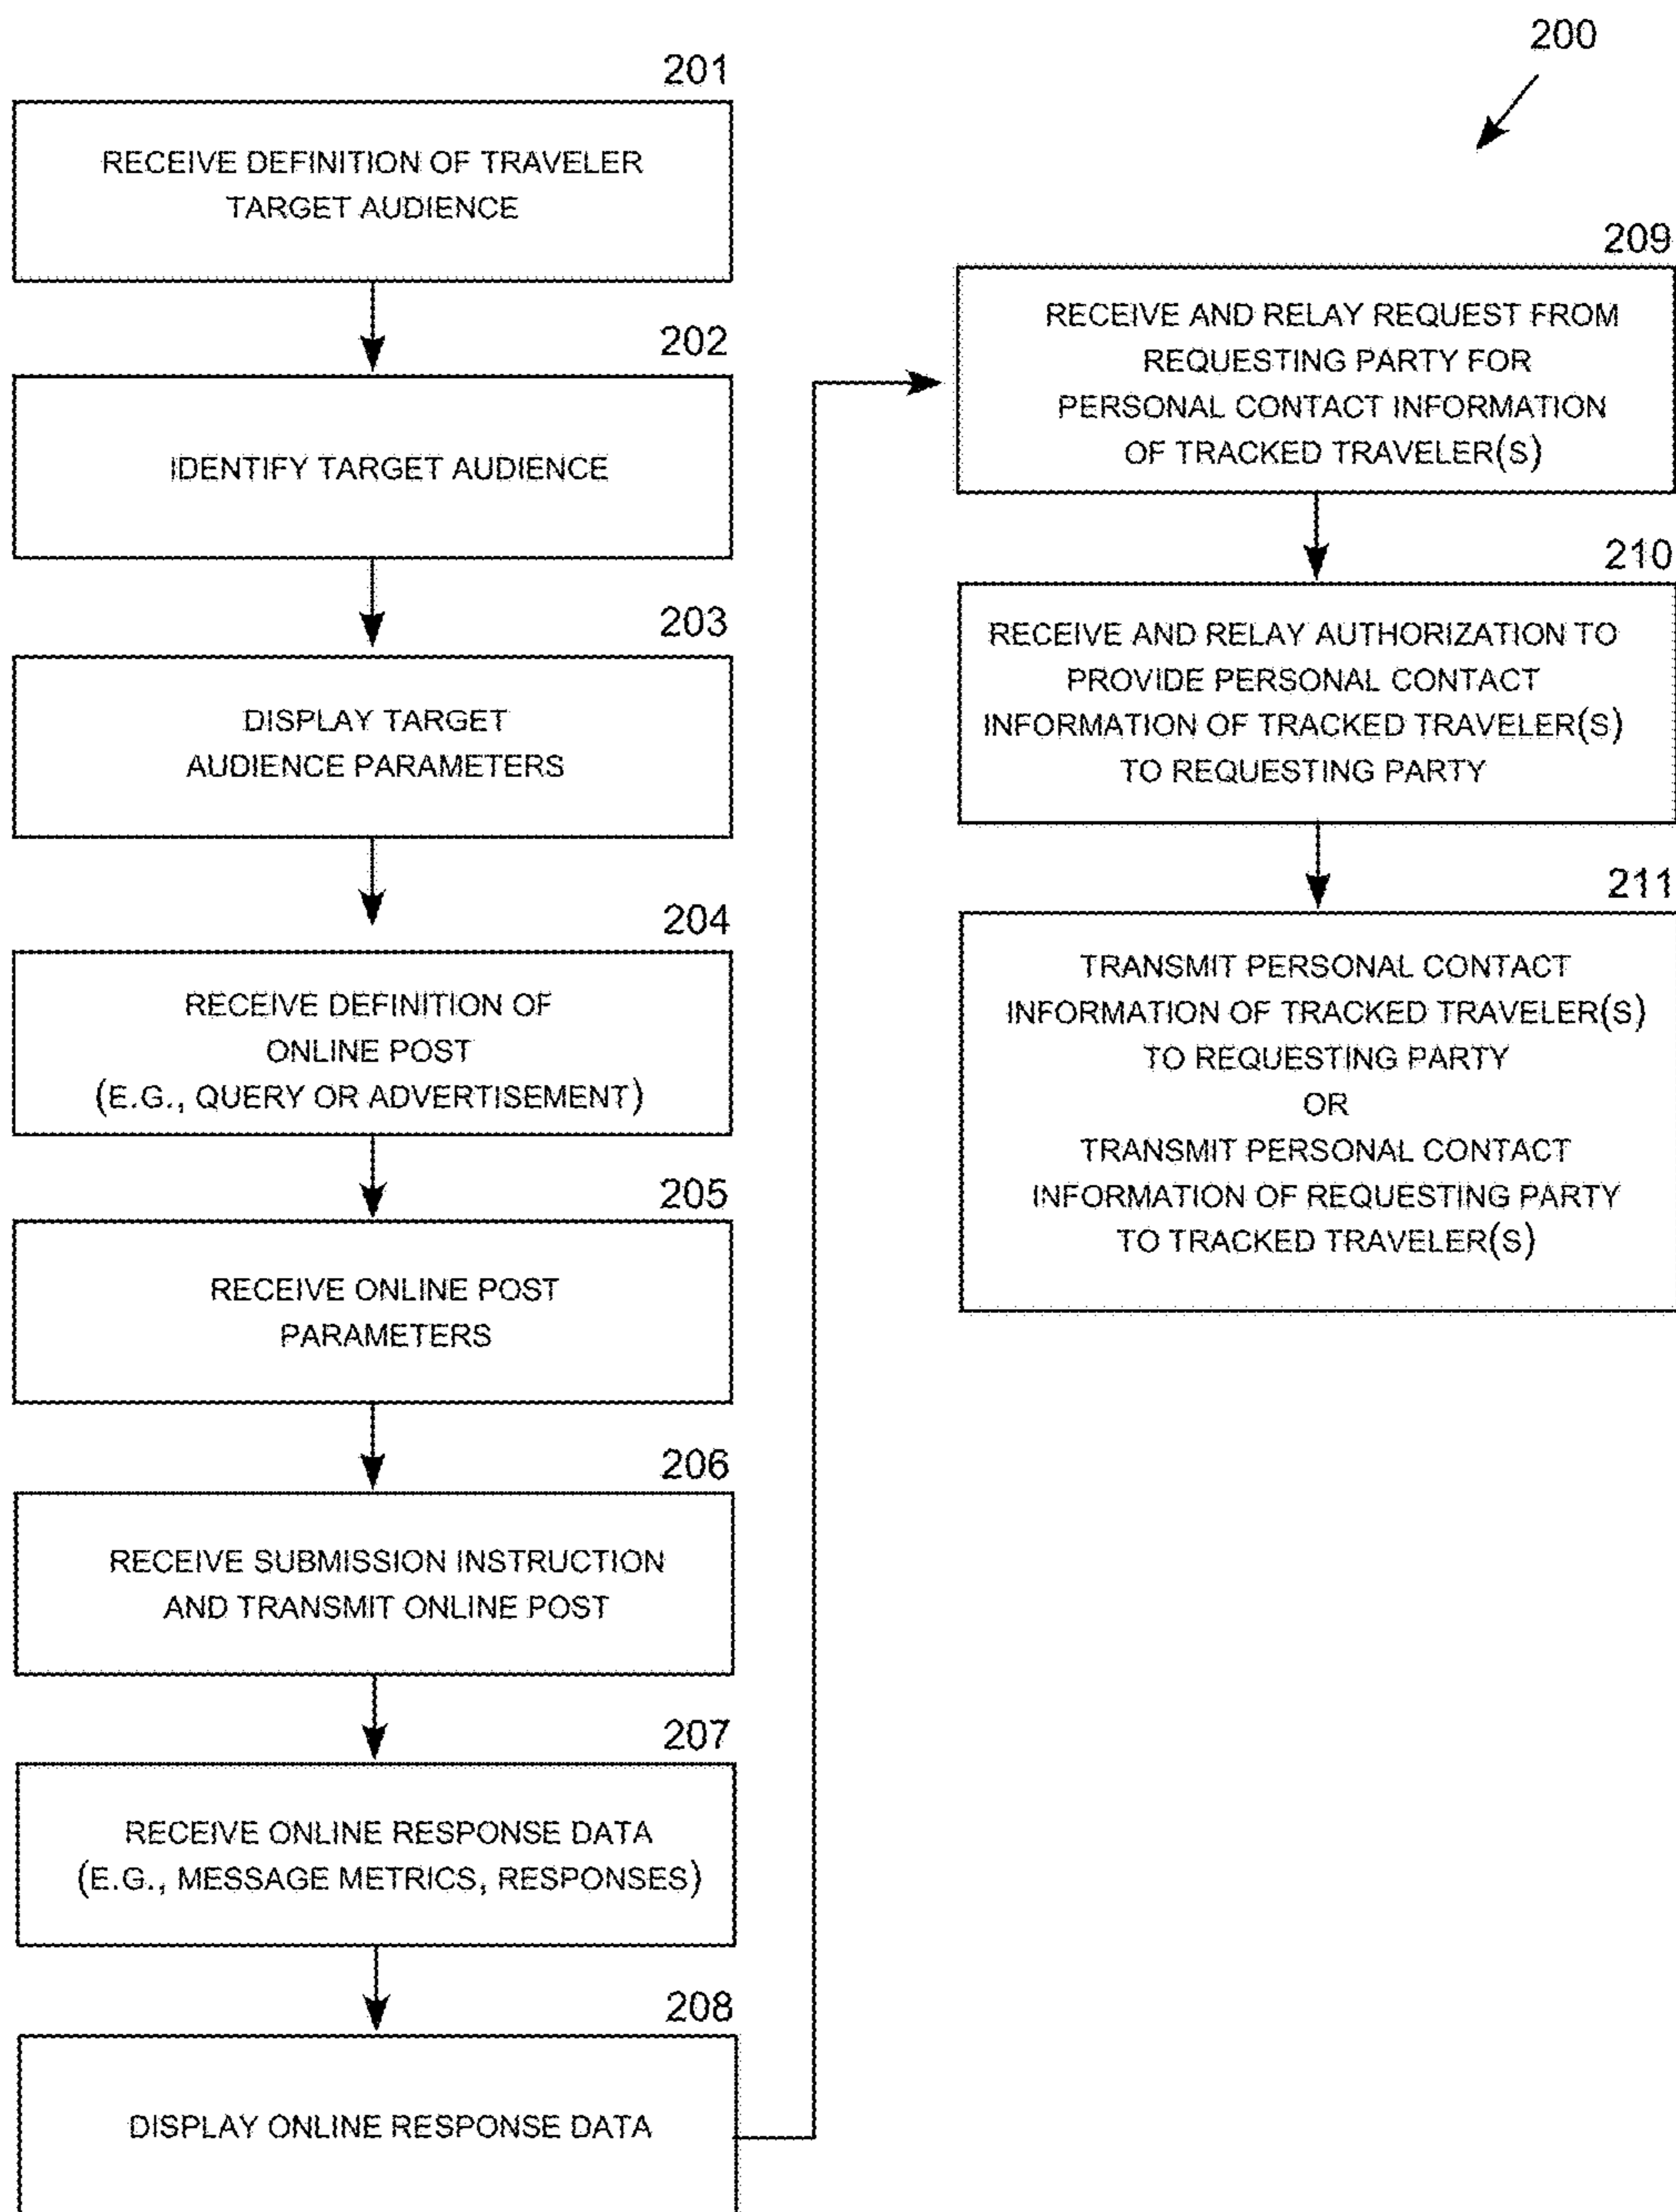 200
201
RECEIVE DEFINITION OF TRAVELER
TARGET AUDIENCE
202
IDENTIFY TARGET AUDIENCE
203
DISPLAY TARGET
AUDIENCE PARAMETERS
204
RECEIVE DEFINITION OF
ONLINE POST
(E.G., QUERY OR ADVERTISEMENT)
205
RECEIVE ONLINE POST
PARAMETERS
206
RECEIVE SUBMISSION INSTRUCTION
AND TRANSMIT ONLINE POST
207
RECEIVE ONLINE RESPONSE DATA
(E.G., MESSAGE METRICS, RESPONSES)
208
DISPLAY ONLINE RESPONSE DATA
209
RECEIVE AND RELAY REQUEST FROM
REQUESTING PARTY FOR
PERSONAL CONTACT INFORMATION
OF TRACKED TRAVELER(S)
210
RECEIVE AND RELAY AUTHORIZATION TO
PROVIDE PERSONAL CONTACT
INFORMATION OF TRACKED TRAVELER(S)
TO REQUESTING PARTY
211
TRANSMIT PERSONAL CONTACT
INFORMATION OF TRACKED TRAVELER(S)
TO REQUESTING PARTY
OR
TRANSMIT PERSONAL CONTACT
INFORMATION OF REQUESTING PARTY
TO TRACKED TRAVELER(S)